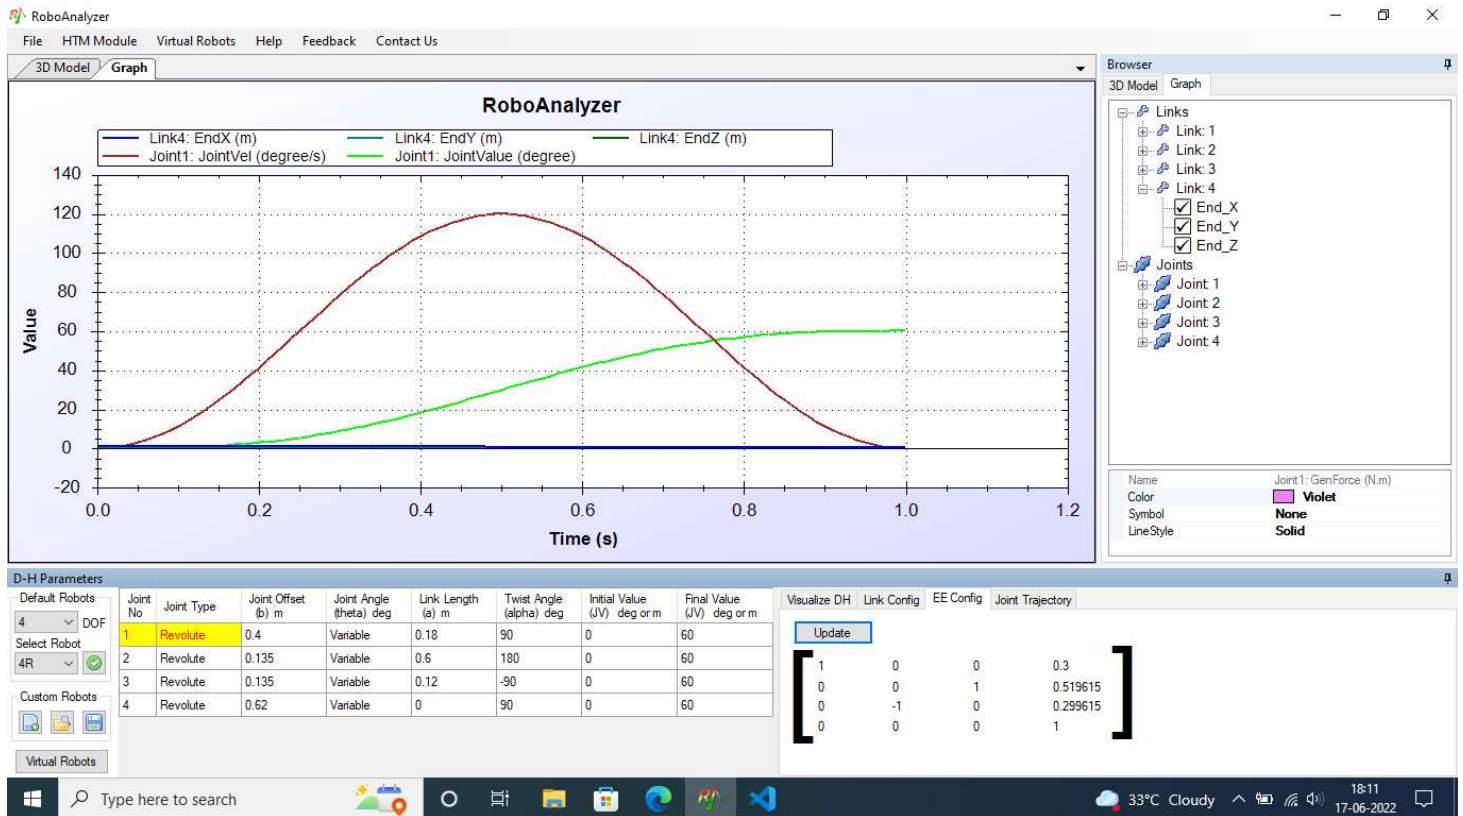 RoboAnalyzer
File HTM Module Virtual Robots Help Feedback Contact Us
3D Model Graph
RoboAnalyzer
Link4: EndX (m) Link4: EndY (m) Link4: EndZ (m)
Joint1: JointVel (degree/s) Joint1: JointValue (degree)
140
120
100
80
60
40
20
0
-20
Value
0.0 0.2 0.4 0.6 0.8 1.0 1.2
Time (s)
Browser
3D Model Graph
Links
Link: 1
Link: 2
Link: 3
Link: 4
End_X
End_Y
End_Z
Joints
Joint: 1
Joint: 2
Joint: 3
Joint: 4
Name Joint1: GenForce (N.m)
Color Violet
Symbol None
LineStyle Solid
D-H Parameters
Default Robots
4 DOF
Select Robot
4R
Custom Robots
Virtual Robots
Joint No Joint Type Joint Offset (b) m Joint Angle (theta) deg Link Length (a) m Twist Angle (alpha) deg Initial Value (JV) deg or m Final Value (JV) deg or m
1 Revolute 0.4 Variable 0.18 90 0 60
2 Revolute 0.135 Variable 0.6 180 0 60
3 Revolute 0.135 Variable 0.12 -90 0 60
4 Revolute 0.62 Variable 0 90 0 60
Visualize DH Link Config EE Config Joint Trajectory
Update
1 0 0 0.3
0 0 1 0.519615
0 -1 0 0.299615
0 0 0 1
Type here to search
33°C Cloudy
18:11
17-06-2022